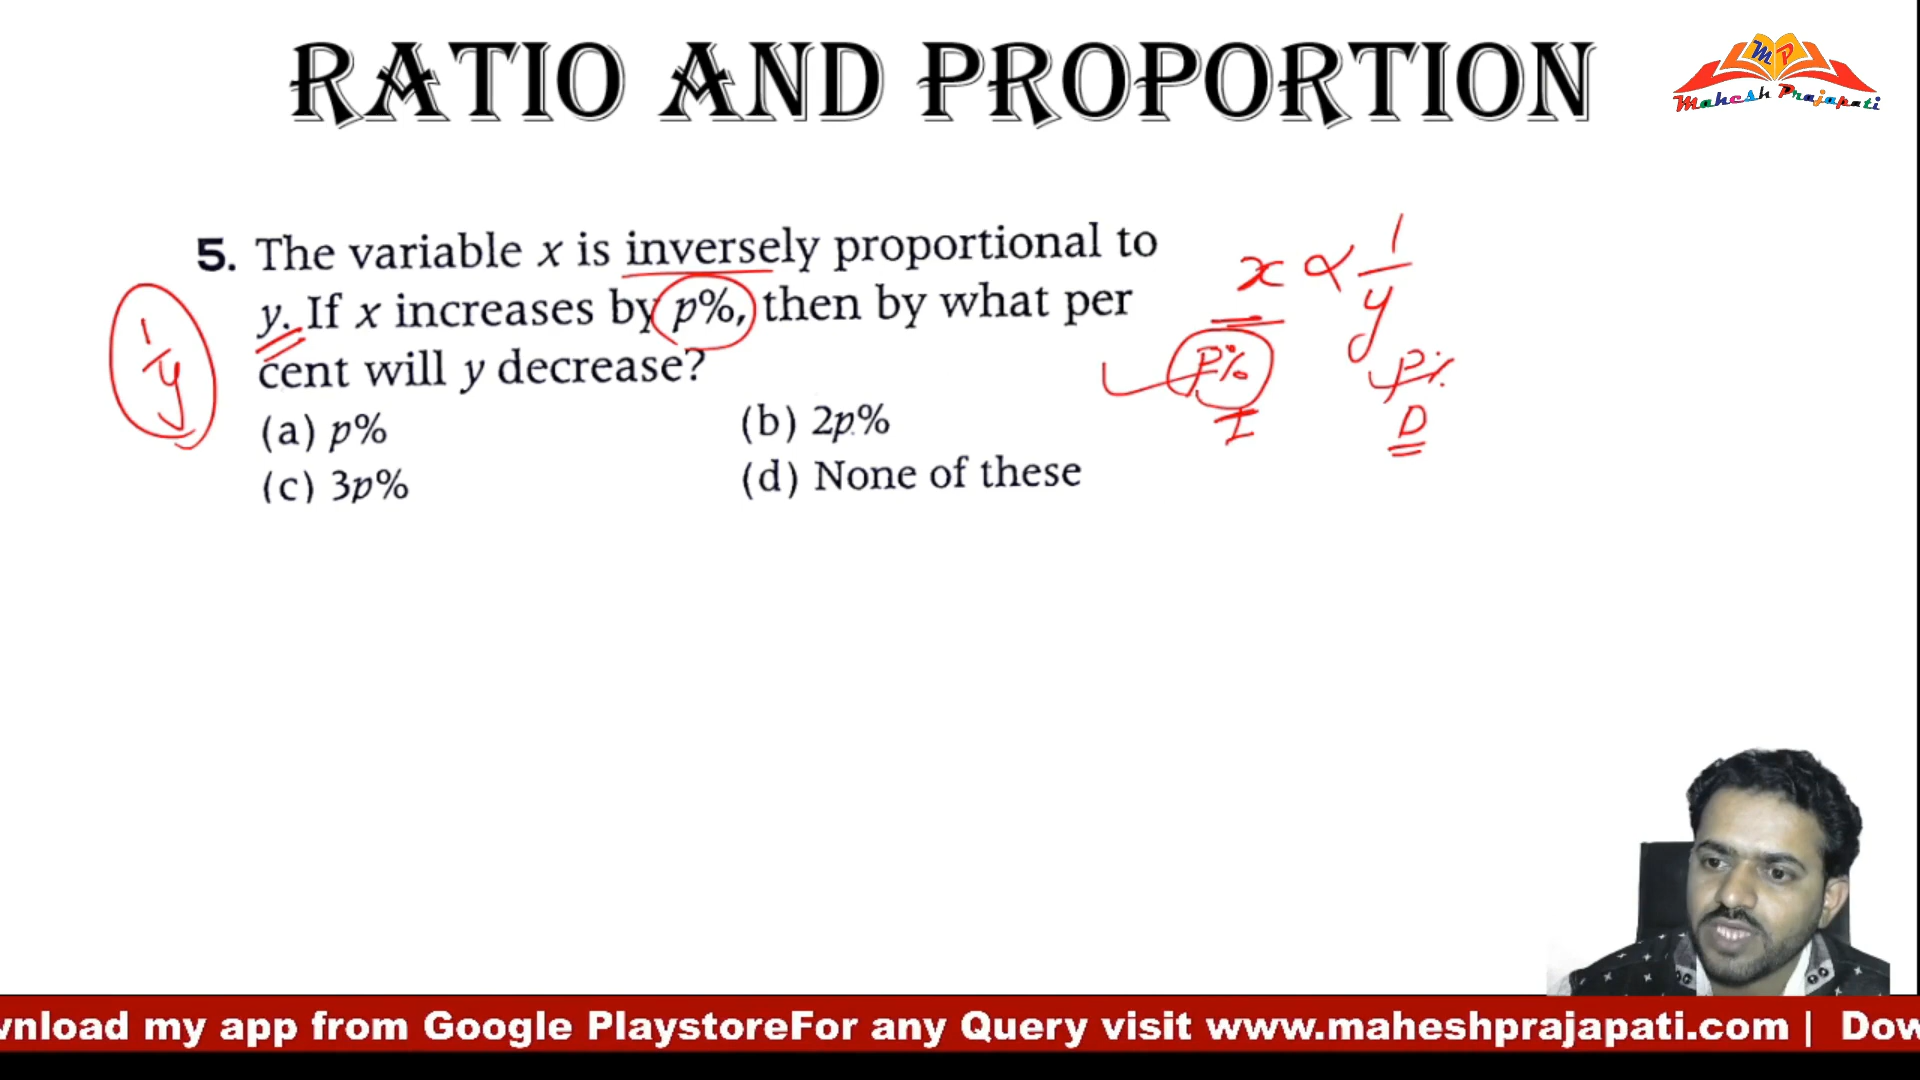 RATIO AND PROPORTION
MP
Mahesh Prajapati
5. The variable x is inversely proportional to
y. If x increases by p%, then by what per
cent will y decrease?
(a) p%
(b) 2p%
(c) 3p%
(d) None of these
1/y
x ∝ 1/y
P% P%
I D
wnload my app from Google PlaystoreFor any Query visit www.maheshprajapati.com | Dow